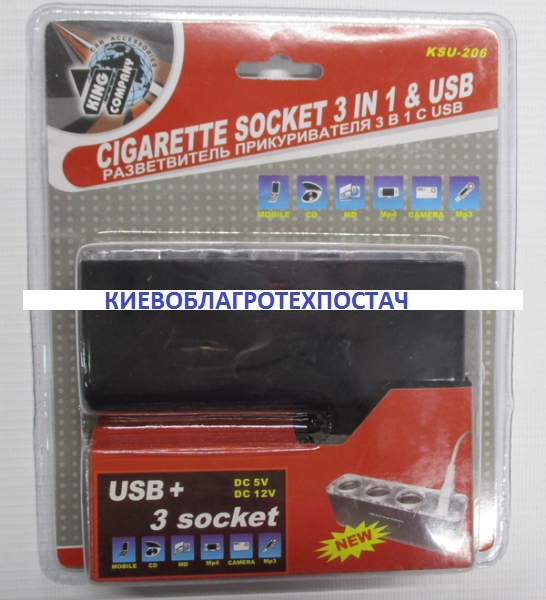 CAR ACCESSORIES
KING
COMPANY
KSU-206
CIGARETTE SOCKET 3 IN 1 & USB
РАЗВЕТВИТЕЛЬ ПРИКУРИВАТЕЛЯ 3 В 1 С USB
MOBILE CD MD Mp4 CAMERA Mp3
КИЕВОБЛАГРОТЕХПОСТАЧ
USB +
DC 5V
DC 12V
3 socket
MOBILE CD MD Mp4 CAMERA Mp3
NEW